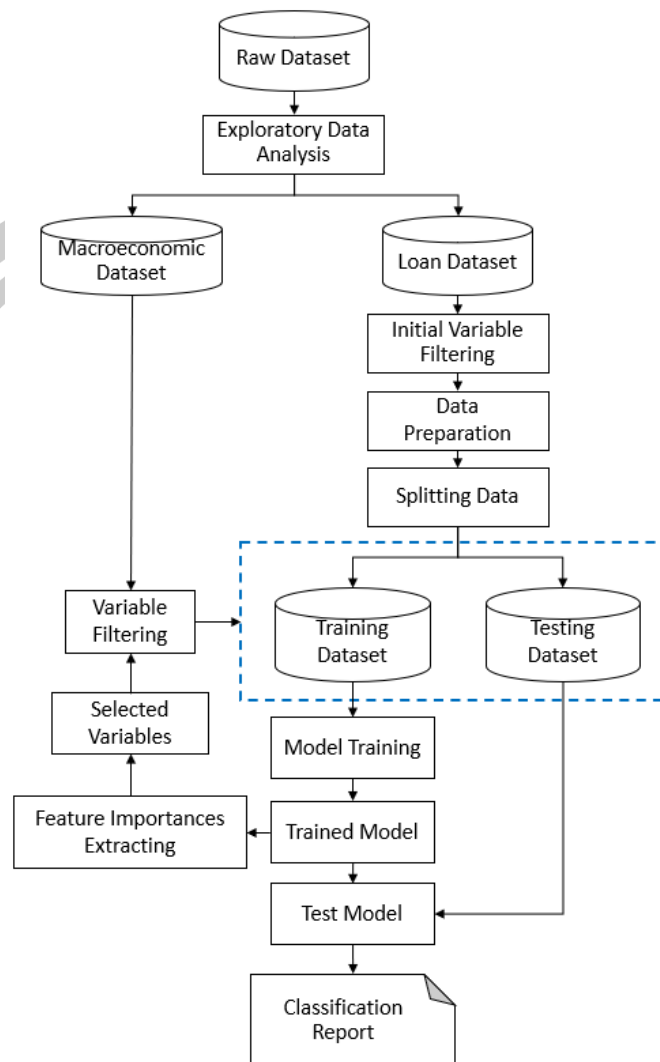 Raw Dataset
Exploratory Data
Analysis
Macroeconomic
Dataset
Loan Dataset
Initial Variable
Filtering
Data
Preparation
Splitting Data
Variable
Filtering
Training
Dataset
Testing
Dataset
Selected
Variables
Model Training
Feature Importances
Extracting
Trained Model
Test Model
Classification
Report